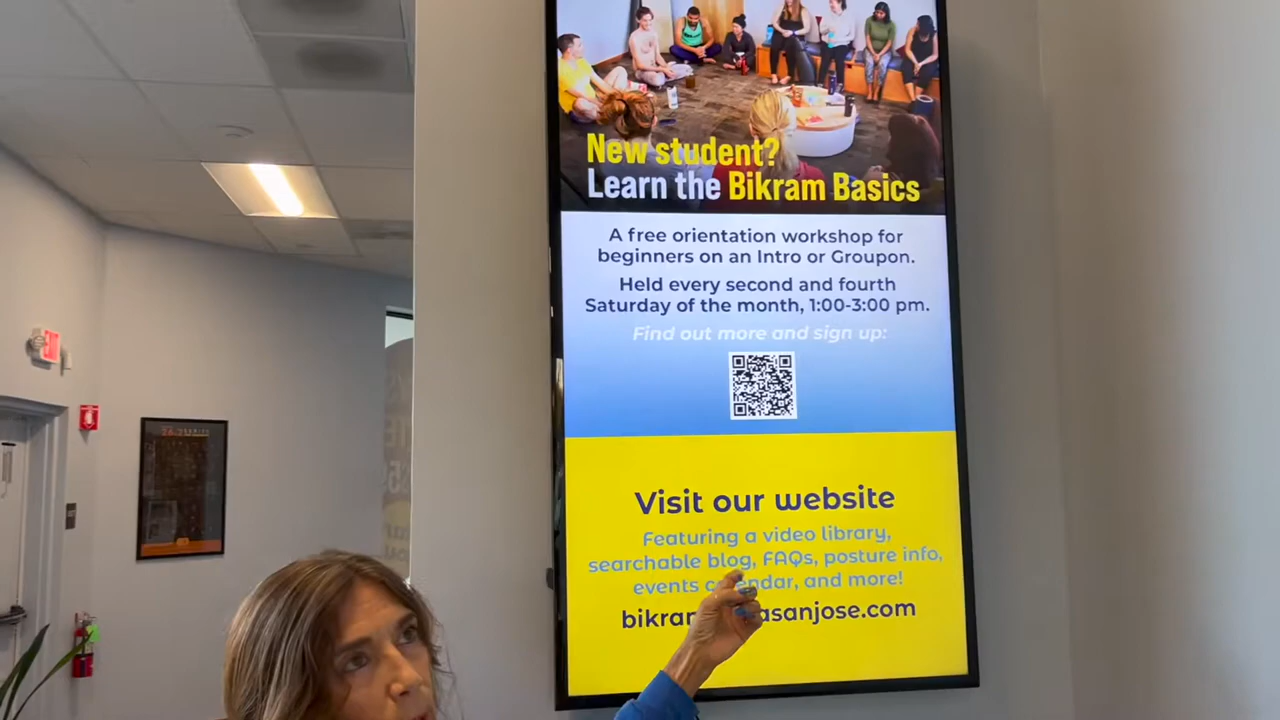 New student?
Learn the Bikram Basics
A free orientation workshop for
beginners on an Intro or Groupon.
Held every second and fourth
Saturday of the month, 1:00-3:00 pm.
Find out more and sign up:
Visit our website
Featuring a video library,
searchable blog, FAQs, posture info,
events and more!